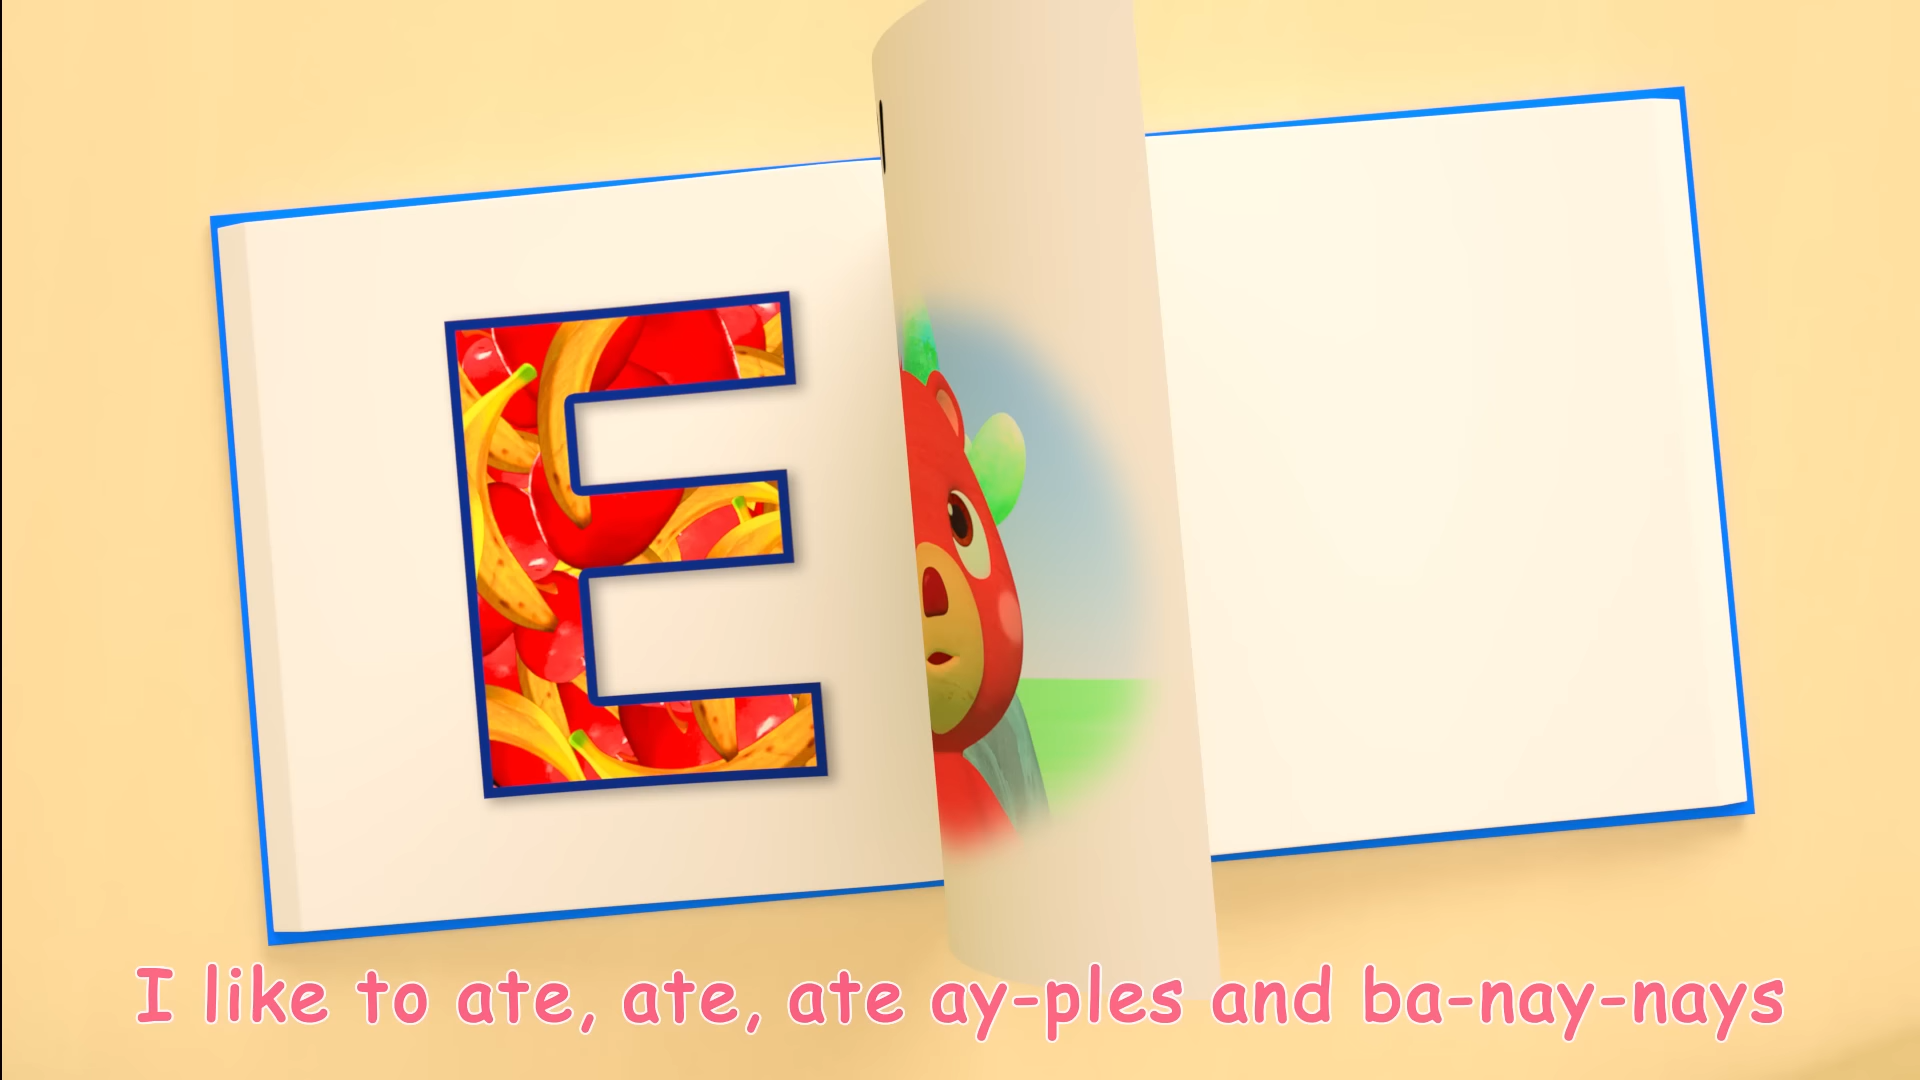 E
I like to ate, ate, ate ay-ples and ba-nay-nays